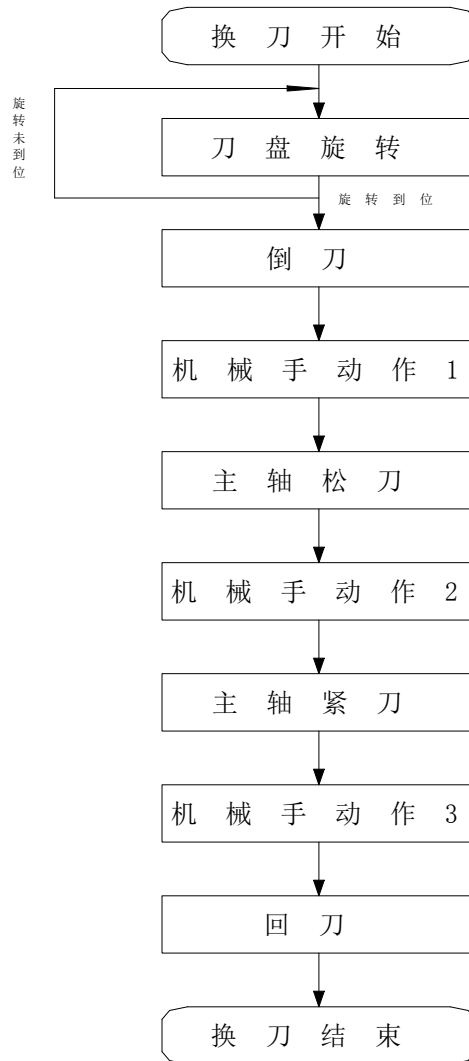 换刀开始
旋转未到位
刀盘旋转
旋转到位
倒刀
机械手动作1
主轴松刀
机械手动作2
主轴紧刀
机械手动作3
回刀
换刀结束